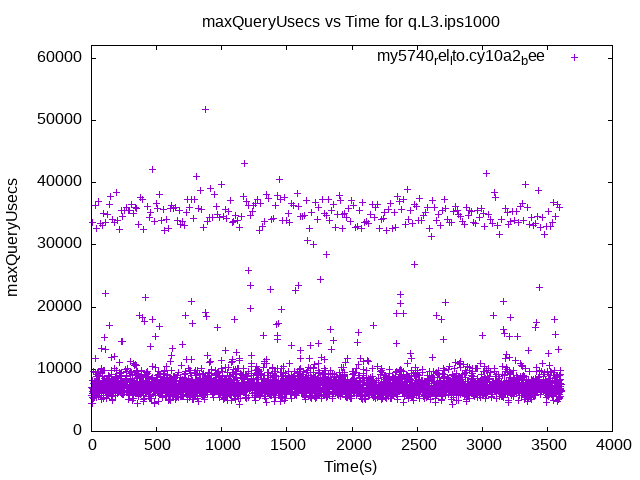 maxQueryUsecs vs Time for q.L3.ips1000
my5740relito.cy10a2bee
maxQueryUsecs
60000
50000
40000
30000
20000
10000
0
0 500 1000 1500 2000 2500 3000 3500 4000
Time(s)